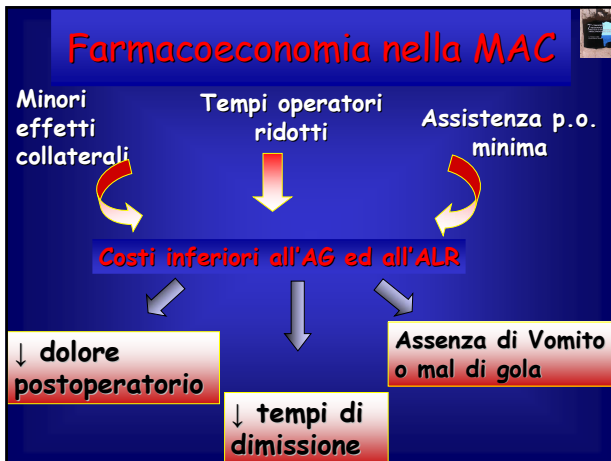 Farmacoeconomia nella MAC
Minori
effetti
collaterali
Tempi operatori
ridotti
Assistenza p.o.
minima
Costi inferiori all'AG ed all'ALR
↓ dolore
postoperatorio
↓ tempi di
dimissione
Assenza di Vomito
o mal di gola